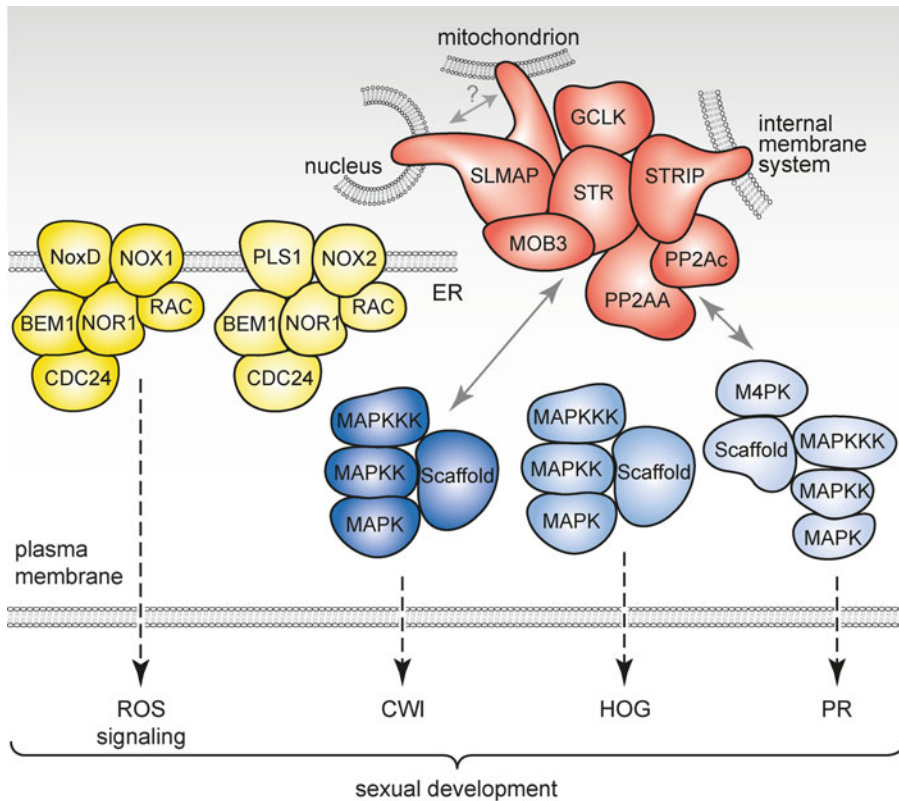 mitochondrion
?
nucleus
GCLK
internal
membrane
system
SLMAP
STR
STRIP
MOB3
PP2Ac
PP2AA
NoxD
NOX1
PLS1
NOX2
ER
BEM1
NOR1
RAC
BEM1
NOR1
RAC
CDC24
CDC24
MAPKKK
MAPKK
MAPK
Scaffold
MAPKKK
MAPKK
MAPK
Scaffold
M4PK
Scaffold
MAPKKK
MAPKK
MAPK
plasma
membrane
ROS
signaling
CWI
HOG
PR
sexual development